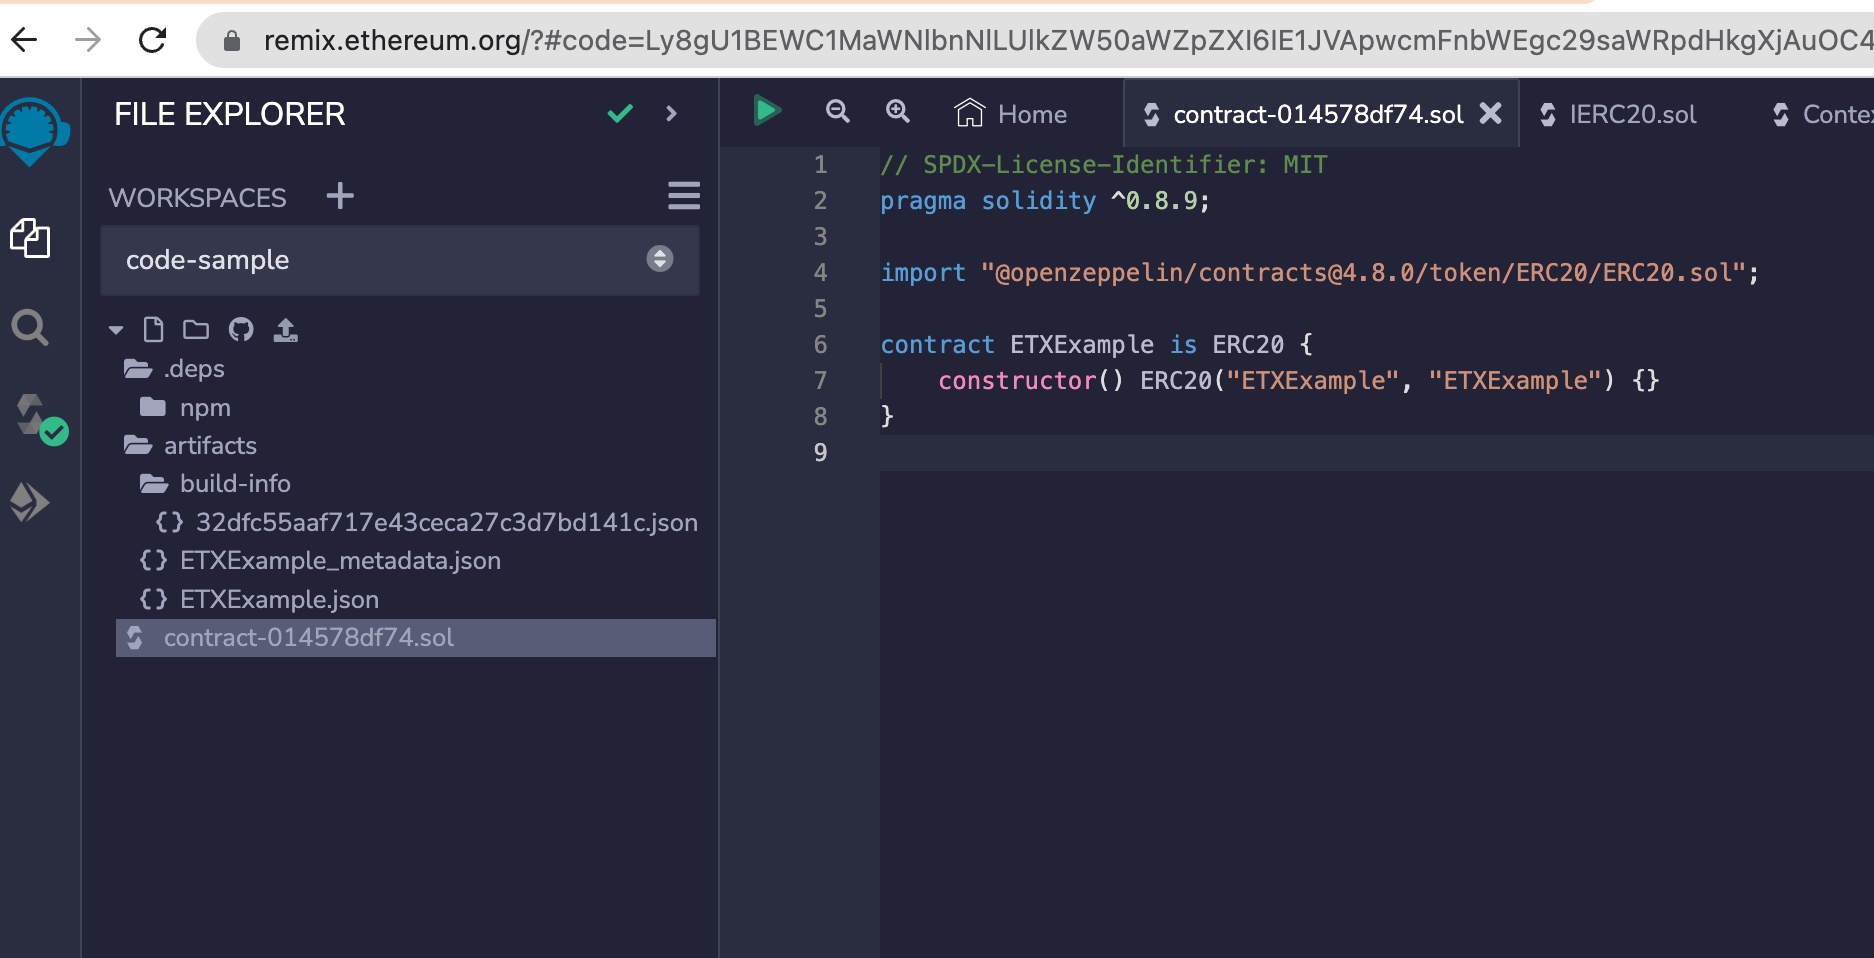 remix.ethereum.org/?#code=Ly8gU1BEWC1MaWNlbnNlLUlkZW50aWZpZXI6IE1JVApwcmFnbWEgc29saWRpdHkgXjAuOC4
FILE EXPLORER
WORKSPACES
code-sample
.deps
npm
artifacts
build-info
{} 32dfc55aaf717e43ceca27c3d7bd141c.json
{} ETXExample_metadata.json
{} ETXExample.json
contract-014578df74.sol
Home
contract-014578df74.sol
IERC20.sol
Conte
1 // SPDX-License-Identifier: MIT
2 pragma solidity ^0.8.9;
3
4 import "@openzeppelin/contracts@4.8.0/token/ERC20/ERC20.sol";
5
6 contract ETXExample is ERC20 {
7 constructor() ERC20("ETXExample", "ETXExample") {}
8 }
9